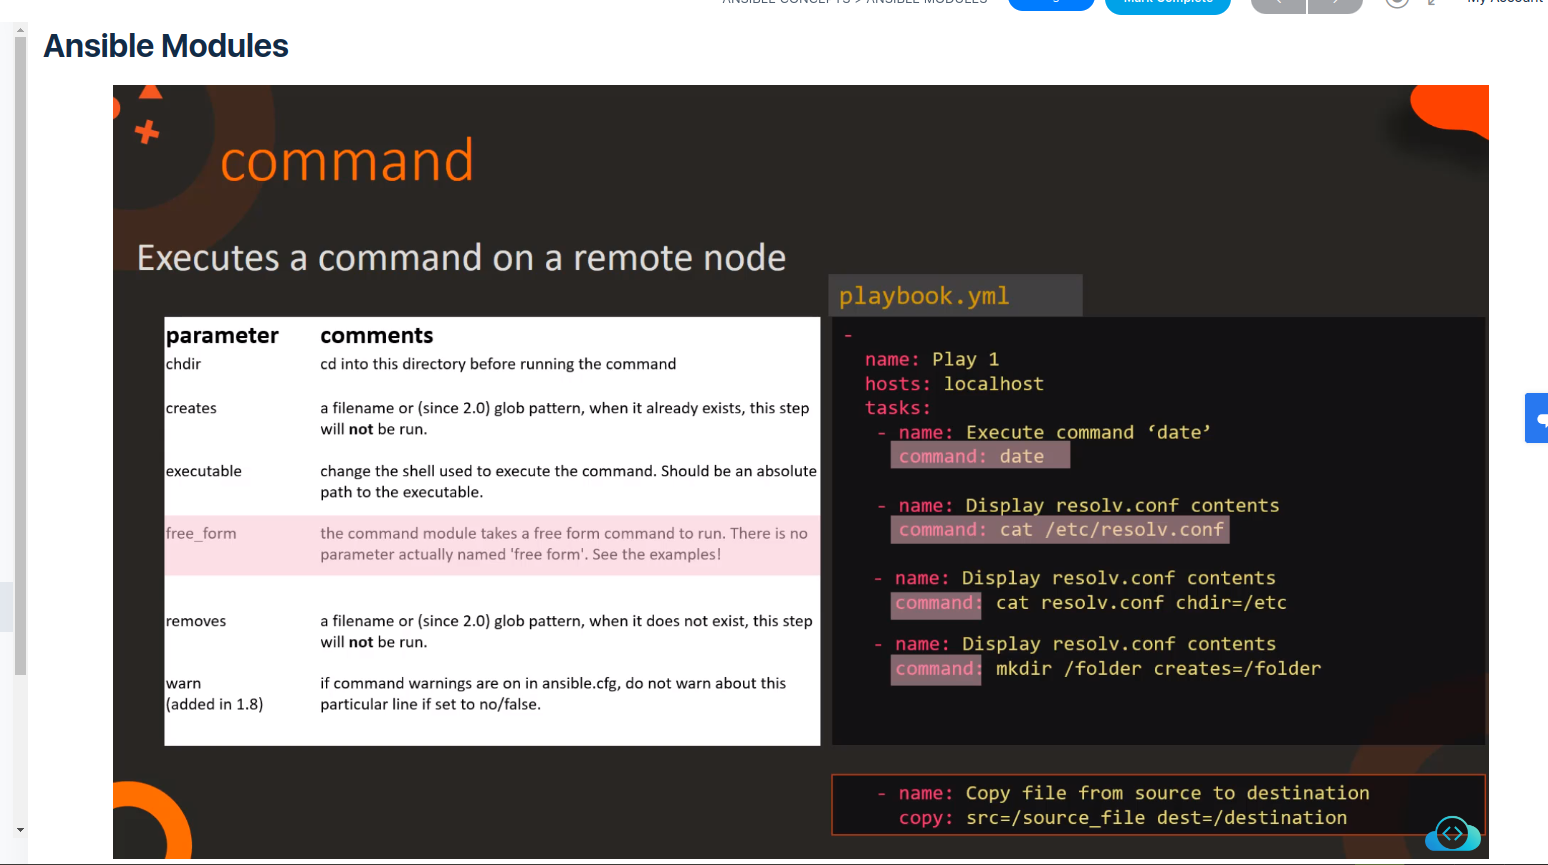 ANSIBLE CONCEPTS > ANSIBLE MODULES
Mark Complete
My Account
Ansible Modules
command
Executes a command on a remote node
parameter comments
chdir cd into this directory before running the command
creates a filename or (since 2.0) glob pattern, when it already exists, this step
will not be run.
executable change the shell used to execute the command. Should be an absolute
path to the executable.
free_form the command module takes a free form command to run. There is no
parameter actually named 'free form'. See the examples!
removes a filename or (since 2.0) glob pattern, when it does not exist, this step
will not be run.
warn if command warnings are on in ansible.cfg, do not warn about this
(added in 1.8) particular line if set to no/false.
playbook.yml
-
name: Play 1
hosts: localhost
tasks:
- name: Execute command ‘date’
command: date
- name: Display resolv.conf contents
command: cat /etc/resolv.conf
- name: Display resolv.conf contents
command: cat resolv.conf chdir=/etc
- name: Display resolv.conf contents
command: mkdir /folder creates=/folder
- name: Copy file from source to destination
copy: src=/source_file dest=/destination